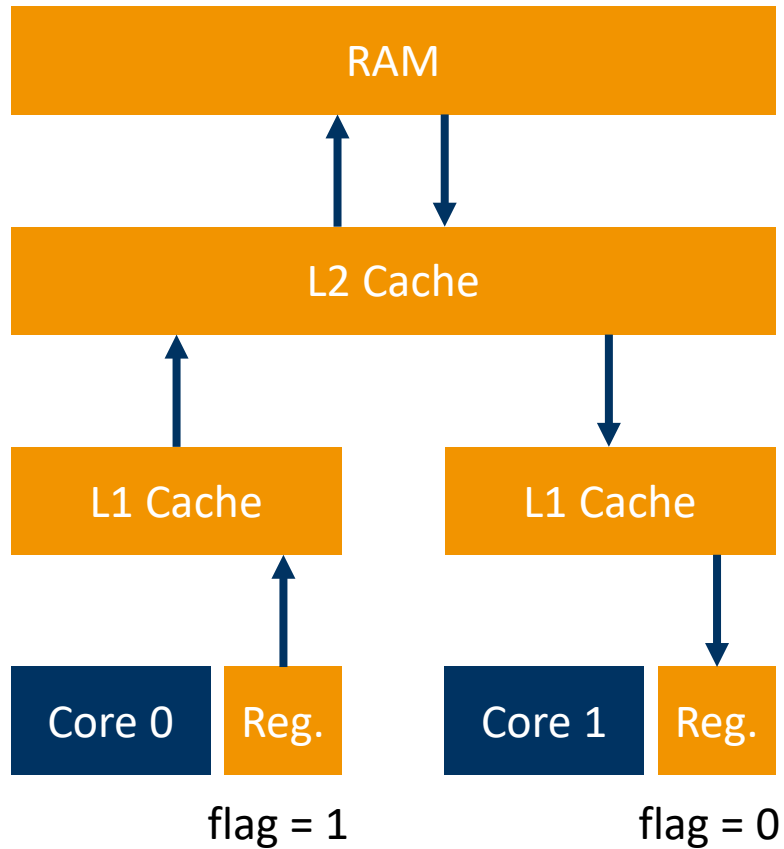 RAM
L2 Cache
L1 Cache
L1 Cache
Core 0
Reg.
Core 1
Reg.
flag = 1
flag = 0